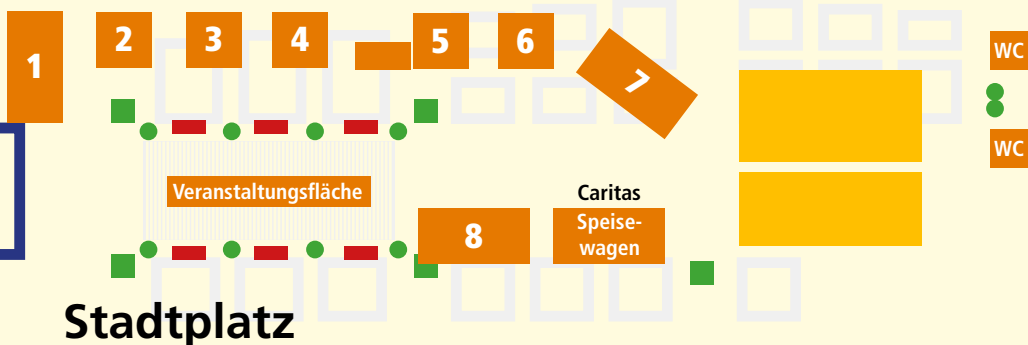 1
2
3
4
5
6
7
WC
WC
Veranstaltungsfläche
Caritas
8
Speise-
wagen
Stadtplatz